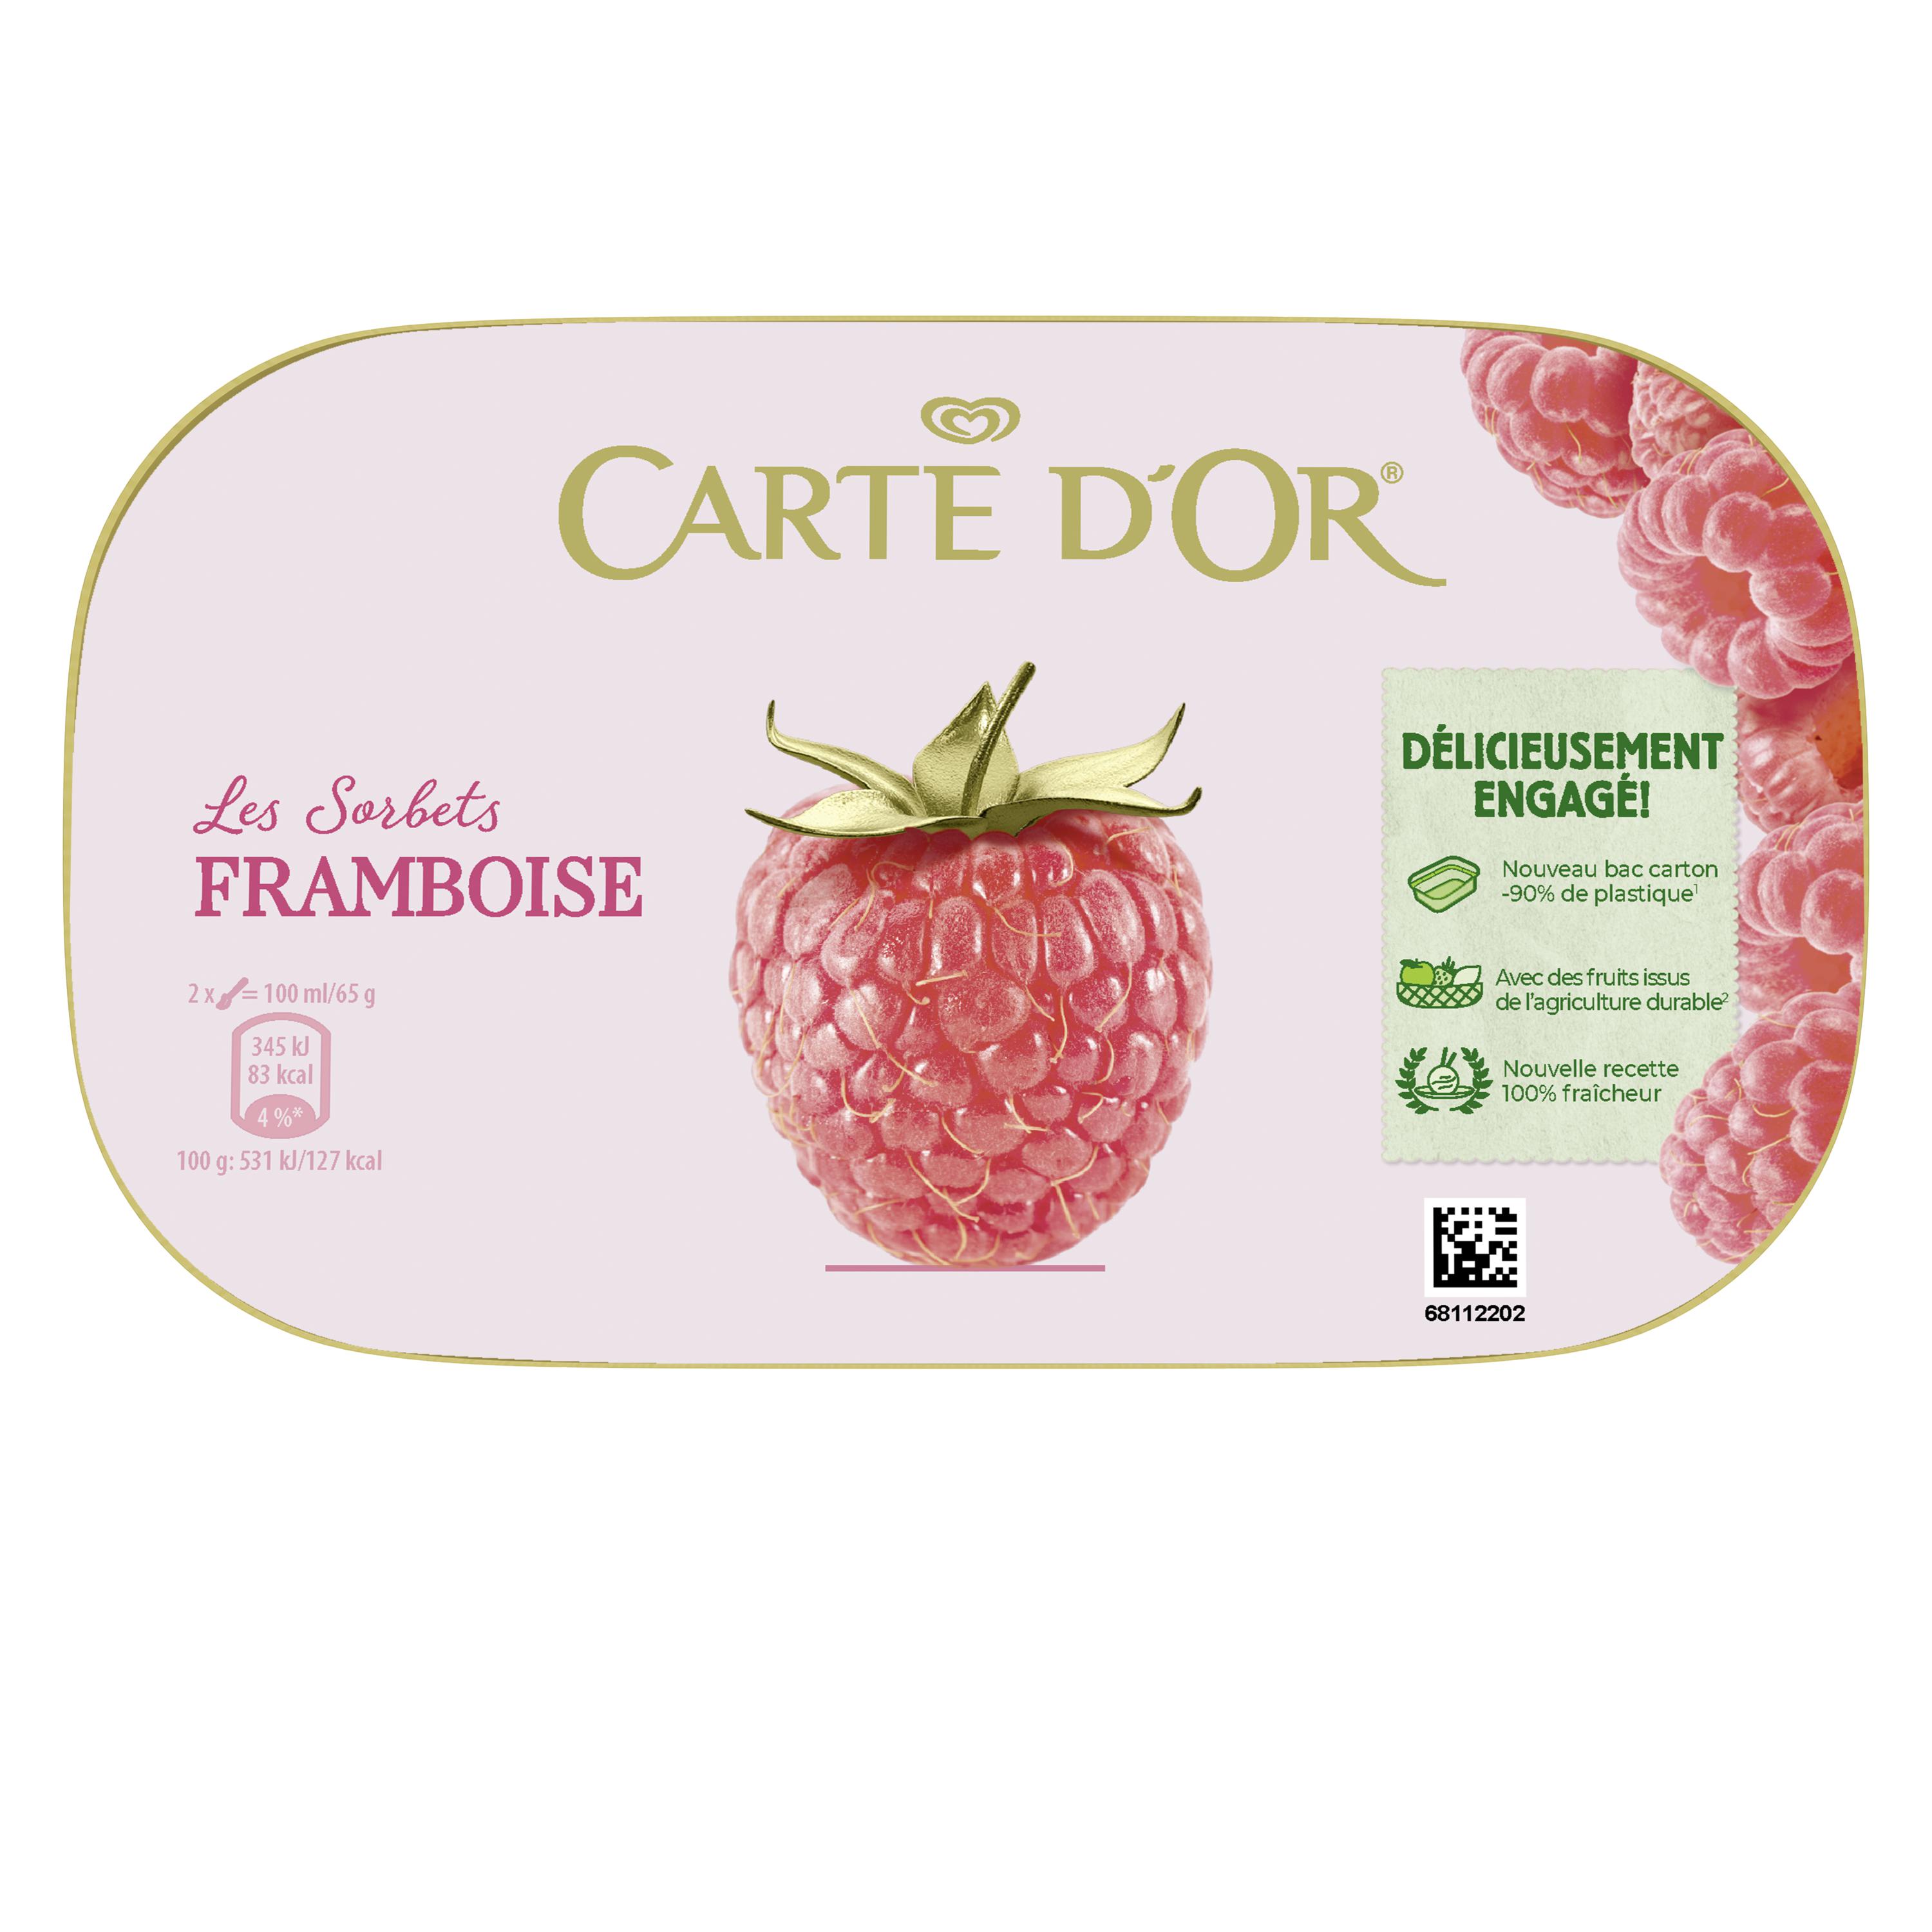 CARTE D'OR®
Les Sorbets
FRAMBOISE
2 x = 100 ml/65 g
345 kJ
83 kcal
4 %*
100 g: 531 kJ/127 kcal
DÉLICIEUSEMENT
ENGAGÉ!
Nouveau bac carton
-90% de plastique¹
Avec des fruits issus
de l'agriculture durable²
Nouvelle recette
100% fraîcheur
68112202